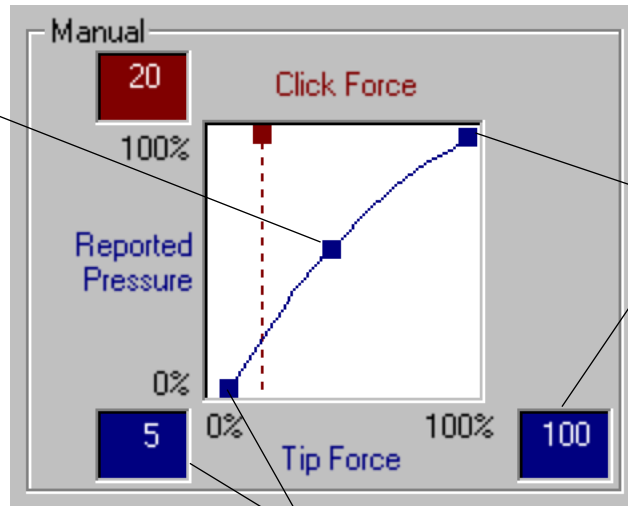 Manual
20
Click Force
100%
Reported
Pressure
0%
5
0%
100%
100
Tip Force